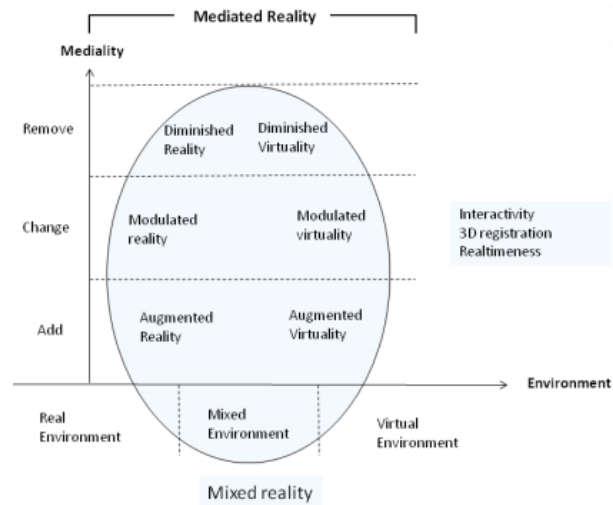 Mediated Reality
Mediality
Remove
Diminished
Reality
Diminished
Virtuality
Change
Modulated
reality
Modulated
virtuality
Interactivity
3D registration
Realtimeness
Add
Augmented
Reality
Augmented
Virtuality
Environment
Real
Environment
Mixed
Environment
Virtual
Environment
Mixed reality